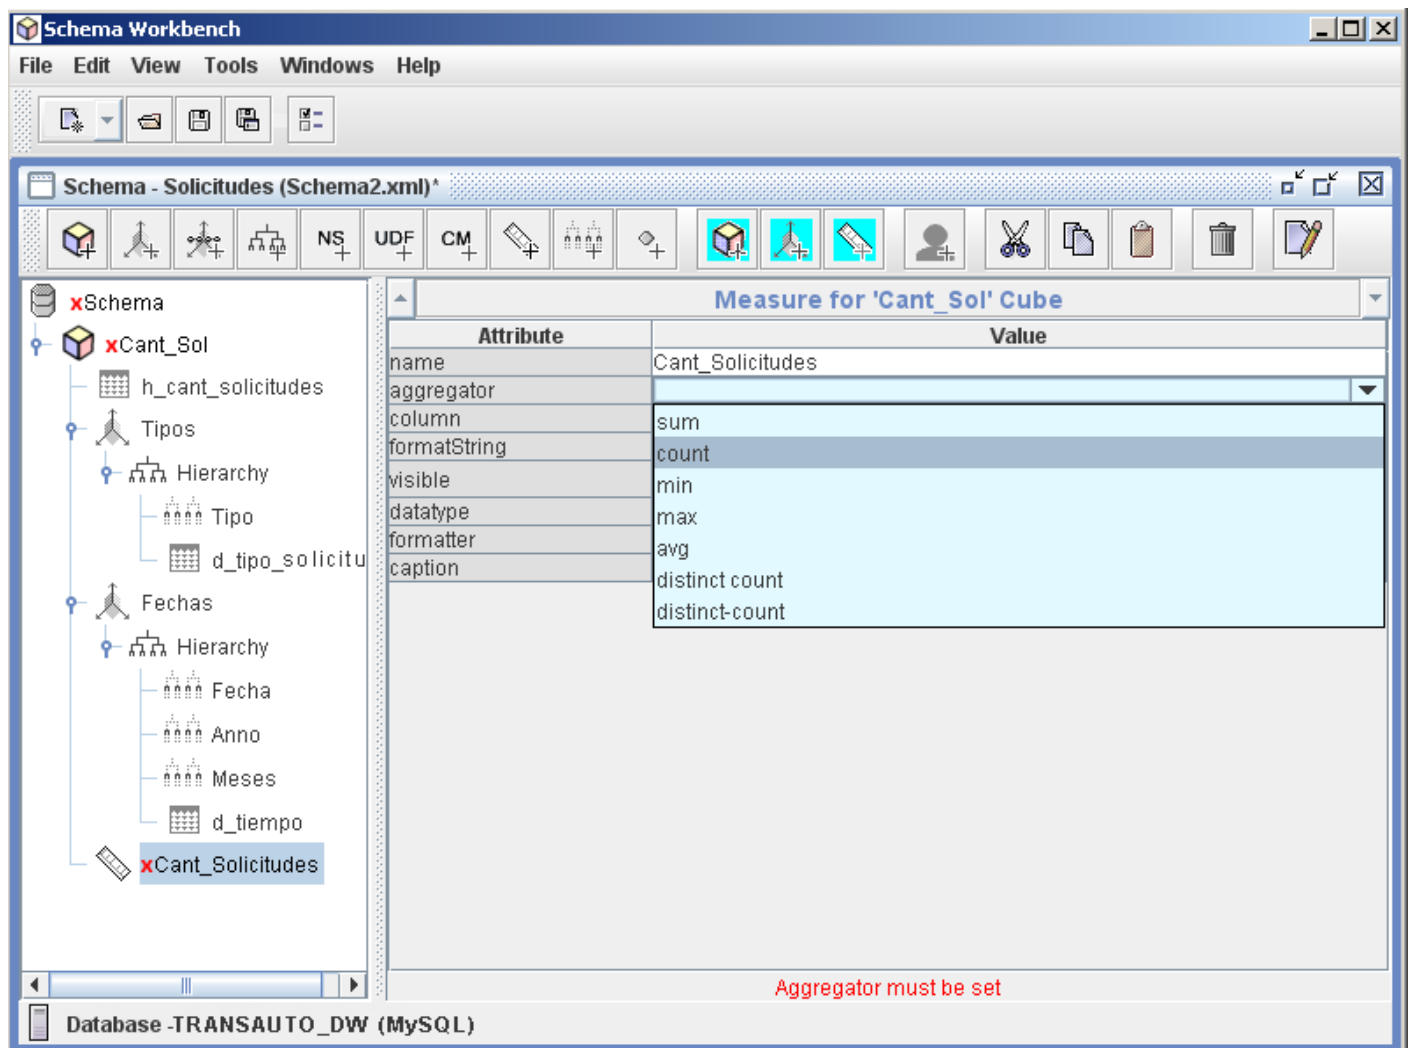 Schema Workbench
File Edit View Tools Windows Help
Schema - Solicitudes (Schema2.xml)*
NS UDF CM
xSchema
xCant_Sol
h_cant_solicitudes
Tipos
Hierarchy
Tipo
d_tipo_solicitu
Fechas
Hierarchy
Fecha
Anno
Meses
d_tiempo
xCant_Solicitudes
Measure for 'Cant_Sol' Cube
Attribute Value
name Cant_Solicitudes
aggregator
column
formatString
visible
datatype
formatter
caption
sum
count
min
max
avg
distinct count
distinct-count
Aggregator must be set
Database -TRANSAUTO_DW (MySQL)